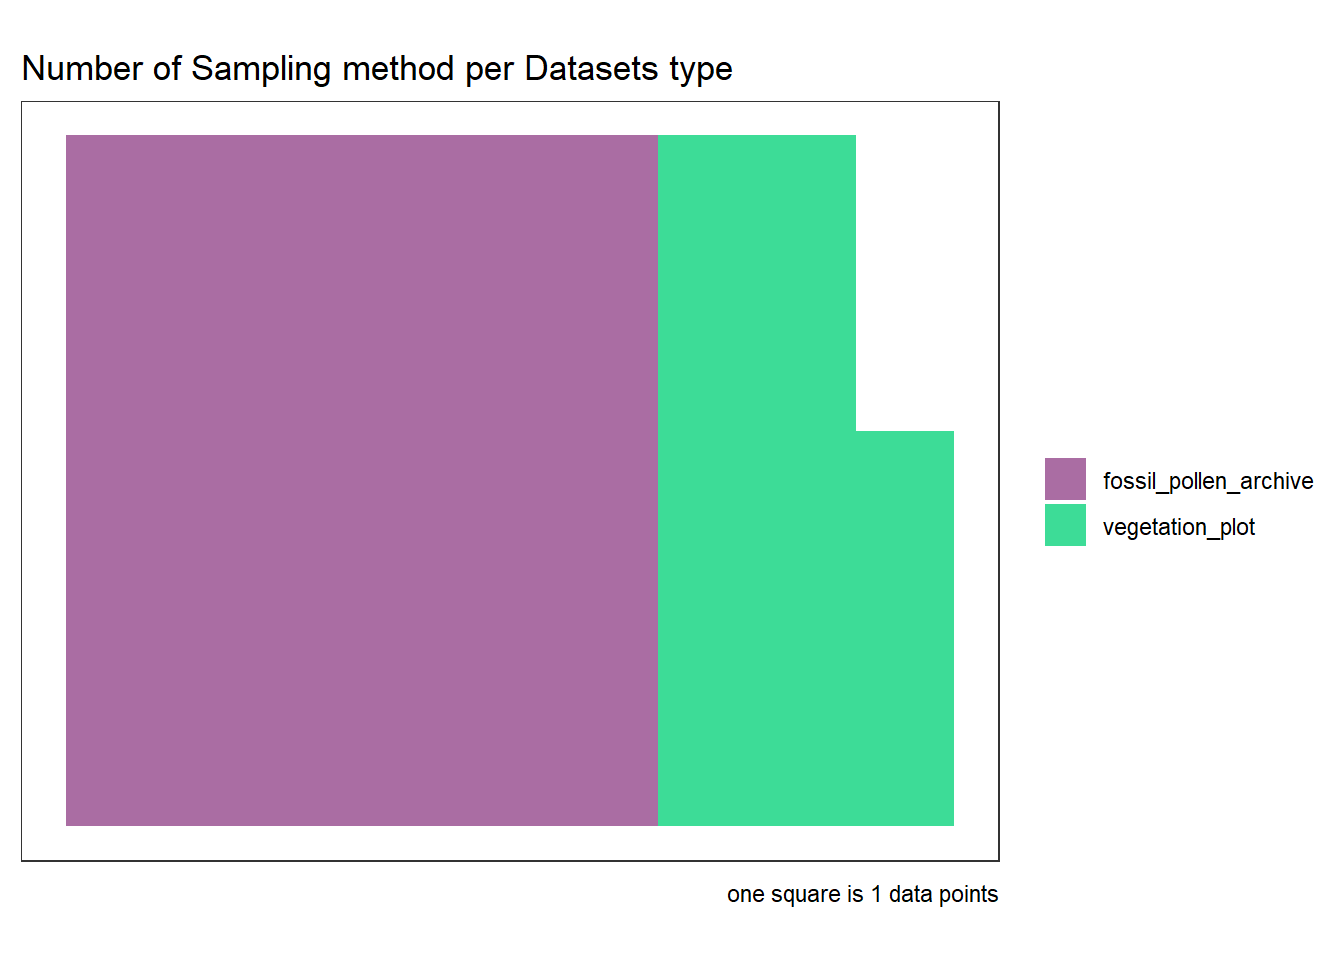 Number of Sampling method per Datasets type
fossil_pollen_archive
vegetation_plot
one square is 1 data points